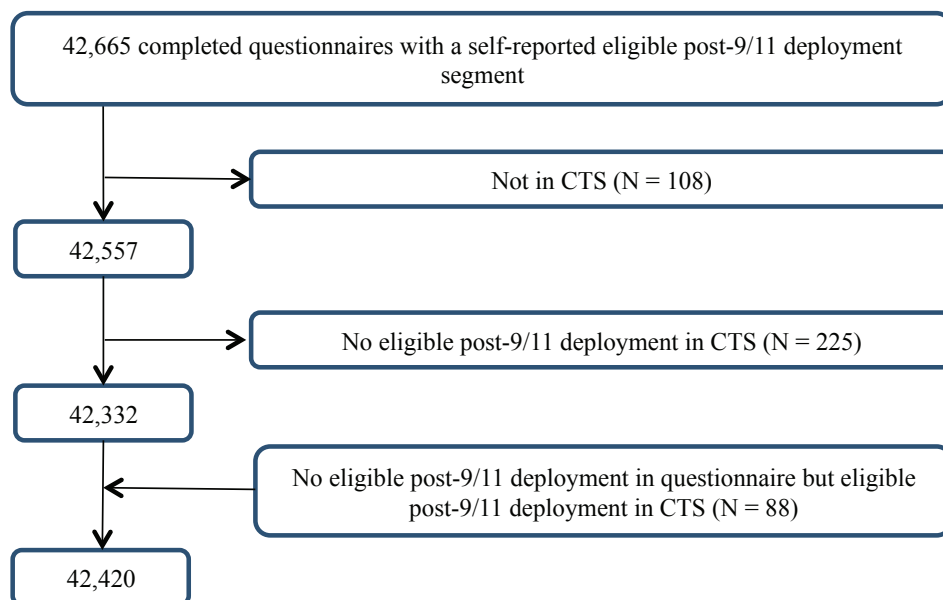 42,665 completed questionnaires with a self-reported eligible post-9/11 deployment
segment
Not in CTS (N = 108)
42,557
No eligible post-9/11 deployment in CTS (N = 225)
42,332
No eligible post-9/11 deployment in questionnaire but eligible
post-9/11 deployment in CTS (N = 88)
42,420